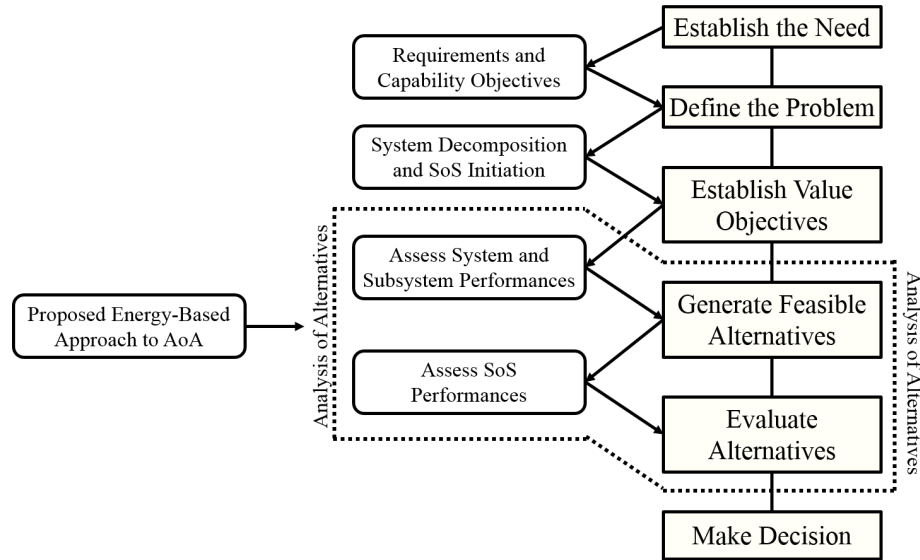 Establish the Need
Requirements and
Capability Objectives
Define the Problem
System Decomposition
and SoS Initiation
Establish Value
Objectives
Analysis of Alternatives
Assess System and
Subsystem Performances
Generate Feasible
Alternatives
Analysis of Alternatives
Proposed Energy-Based
Approach to AoA
Assess SoS
Performances
Evaluate
Alternatives
Make Decision